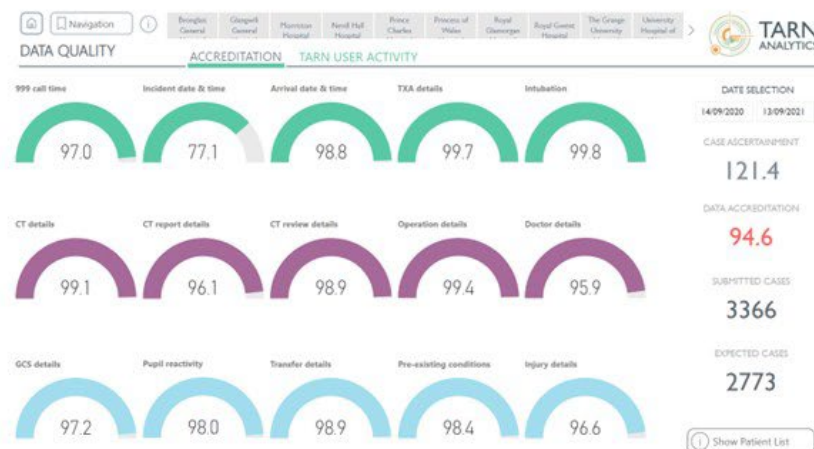 Navigation
Bronglais General
Glangwili General
Morriston Hospital
Nevill Hall Hospital
Prince Charles
Princess of Wales
Royal Glamorgan
Royal Gwent Hospital
The Grange University
University Hospital of
TARN
ANALYTICS
DATA QUALITY
ACCREDITATION
TARN USER ACTIVITY
999 call time
Incident date & time
Arrival date & time
TXA details
Intubation
97.0
77.1
98.8
99.7
99.8
CT details
CT report details
CT review details
Operation details
Doctor details
99.1
96.1
98.9
99.4
95.9
GCS details
Pupil reactivity
Transfer details
Pre-existing conditions
Injury details
97.2
98.0
98.9
98.4
96.6
DATE SELECTION
14/09/2020 13/09/2021
CASE ASCERTAINMENT
121.4
DATA ACCREDITATION
94.6
SUBMITTED CASES
3366
EXPECTED CASES
2773
Show Patient List